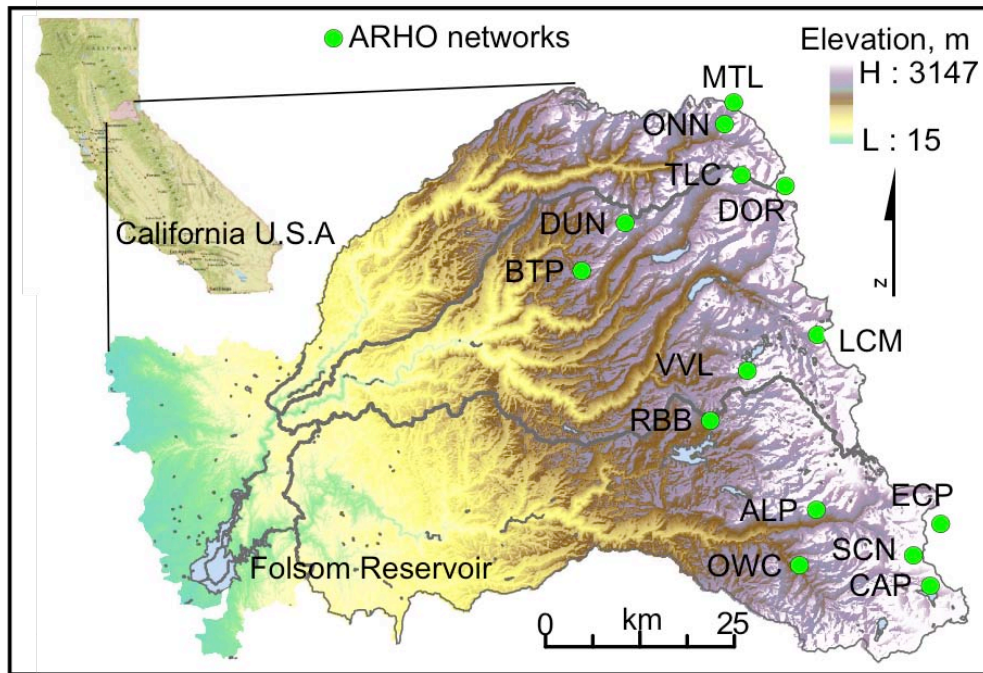 ARHO networks
Elevation, m
H : 3147
L : 15
CALIFORNIA
California U.S.A
MTL
ONN
TLC
DOR
DUN
BTP
z
LCM
VVL
RBB
ALP
ECP
SCN
OWC
CAP
Folsom Reservoir
0 km 25